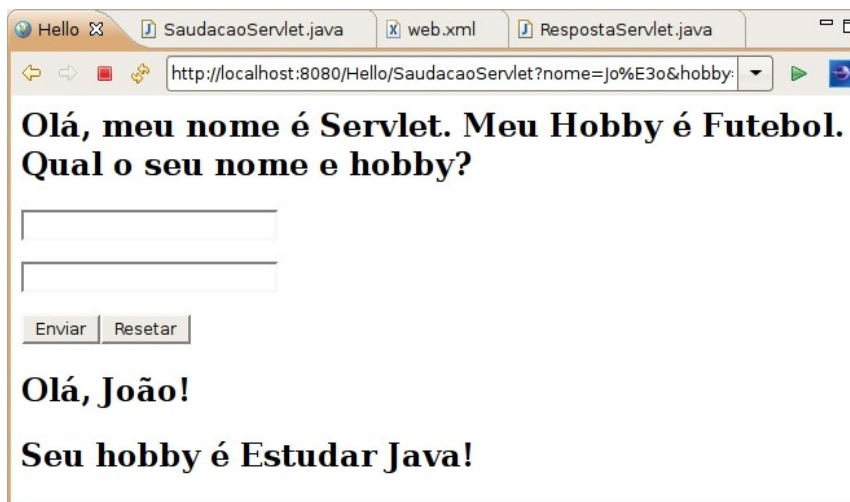 Hello SaudacaoServlet.java web.xml RespostaServlet.java
http://localhost:8080/Hello/SaudacaoServlet?nome=Jo%E3o&hobby
Olá, meu nome é Servlet. Meu Hobby é Futebol.
Qual o seu nome e hobby?
Enviar Resetar
Olá, João!
Seu hobby é Estudar Java!